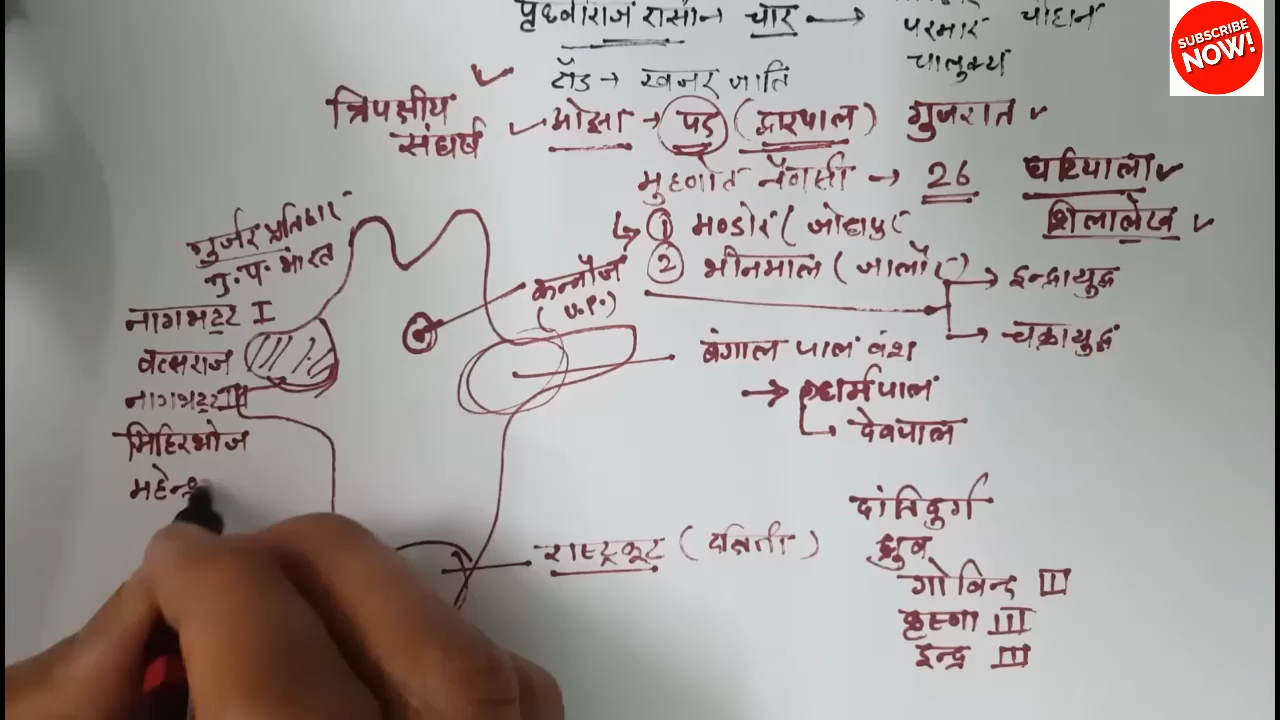 पृथ्वीराज रासो → चार →
परमार चौहान
चालुक्य
टॉड → खजर जाति
त्रिपक्षीय
संघर्ष
ओझा → पद (द्वारपाल) गुजरात
मुहणोत नैणसी → 26
घटियाला
शिलालेख
① मण्डोर (जोधपुर
② भीनमाल (जालौर)
गुर्जर प्रतिहार
गु. प. भारत
कन्नौज
(U.P.)
इन्द्रायुद्ध
चक्रायुद्ध
नागभट्ट I
वत्सराज
नागभट्ट II
मिहिरभोज
महेन्द्र
बंगाल पाल वंश
→ धर्मपाल
देवपाल
राष्ट्रकूट (दक्षिणी)
दांतिदुर्ग
ध्रुव
गोविन्द III
कृष्णा III
इन्द्र III
SUBSCRIBE
NOW!